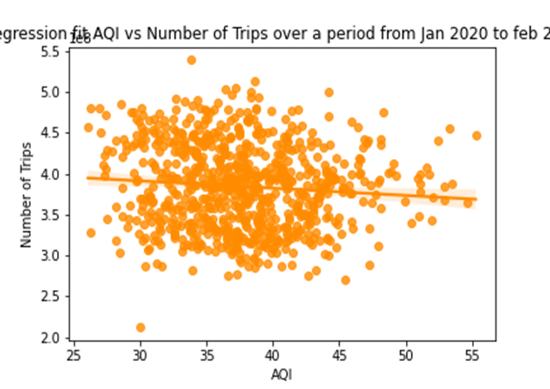 egression fit AQI vs Number of Trips over a period from Jan 2020 to feb 2
1e8
5.5
5.0
4.5
4.0
3.5
3.0
2.5
2.0
Number of Trips
25 30 35 40 45 50 55
AQI